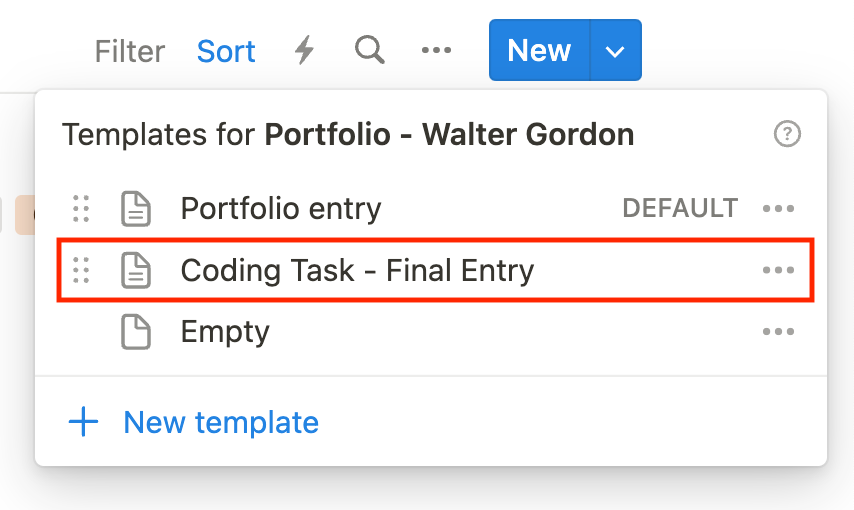 Filter Sort New
Templates for Portfolio - Walter Gordon
Portfolio entry DEFAULT
Coding Task - Final Entry
Empty
New template